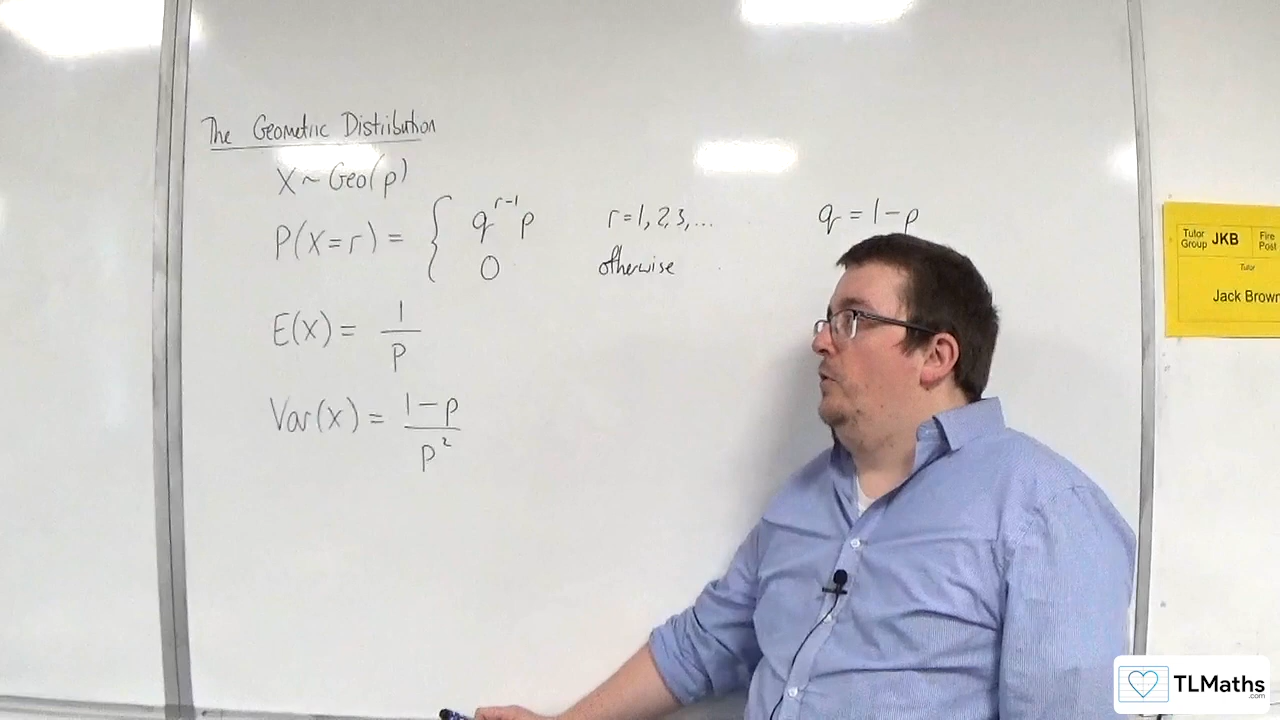 The Geometric Distribution
X ~ Geo(p)
P(X=r) = { q^{r-1} p r=1,2,3,... q = 1-p
0 otherwise
E(X) = 1/p
Var(X) = (1-p)/p²
Tutor Group JKB Fire Post
Tutor
Jack Brown
TLMaths
.com